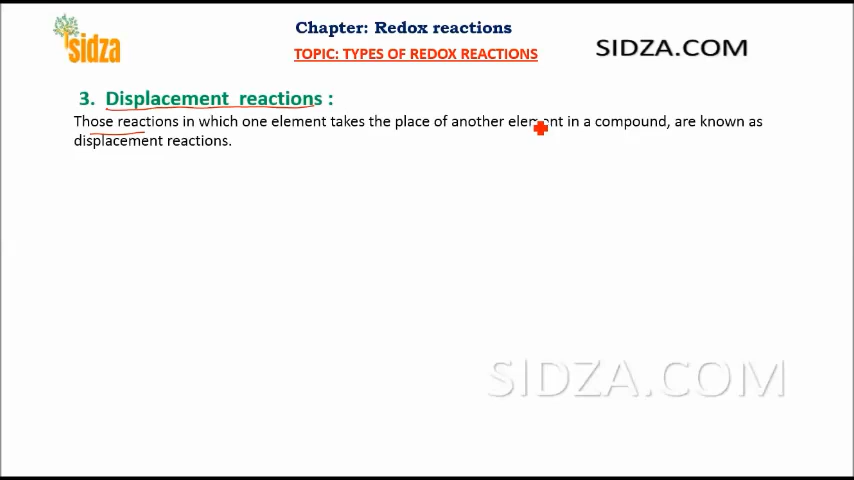 sidza
Chapter: Redox reactions
TOPIC: TYPES OF REDOX REACTIONS
SIDZA.COM
3. Displacement reactions :
Those reactions in which one element takes the place of another element in a compound, are known as
displacement reactions.
SIDZA.COM